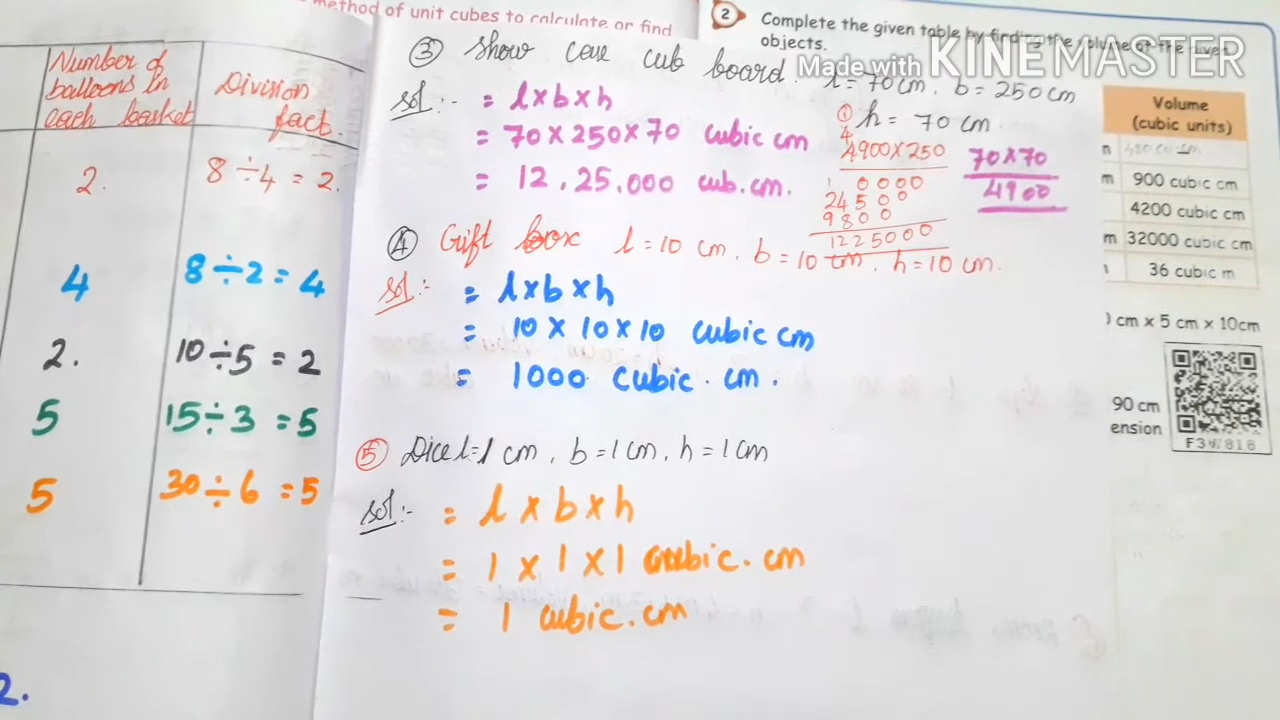 method of unit cubes to calculate or find
Number of balloons in each basket
Division fact.
2.
8 ÷ 4 = 2.
4
8 ÷ 2 = 4
2.
10 ÷ 5 = 2
5
15 ÷ 3 = 5
5
30 ÷ 6 = 5
2.
③ Show case cub board. l = 70 cm, b = 250 cm
h = 70 cm
Sol :- = l x b x h
= 70 x 250 x 70 cubic cm
= 12,25,000 cub.cm.
1
4
4900 x 250
1 0000
24500
9800
1225000
70 x 70
4900
④ Gift box l = 10 cm, b = 10 cm, h = 10 cm.
Sol :- = l x b x h
= 10 x 10 x 10 cubic cm
= 1000 cubic. cm.
⑤ Dice l=1 cm, b=1 cm, h=1 cm
Sol :- = l x b x h
= 1 x 1 x 1 cubic. cm
= 1 cubic. cm
2 Complete the given table by finding the volume of the given
objects.
Made with KINEMASTER
Volume
(cubic units)
m 900 cubic cm
4200 cubic cm
m 32000 cubic cm
36 cubic m
0 cm x 5 cm x 10cm
90 cm
ension
F3W818